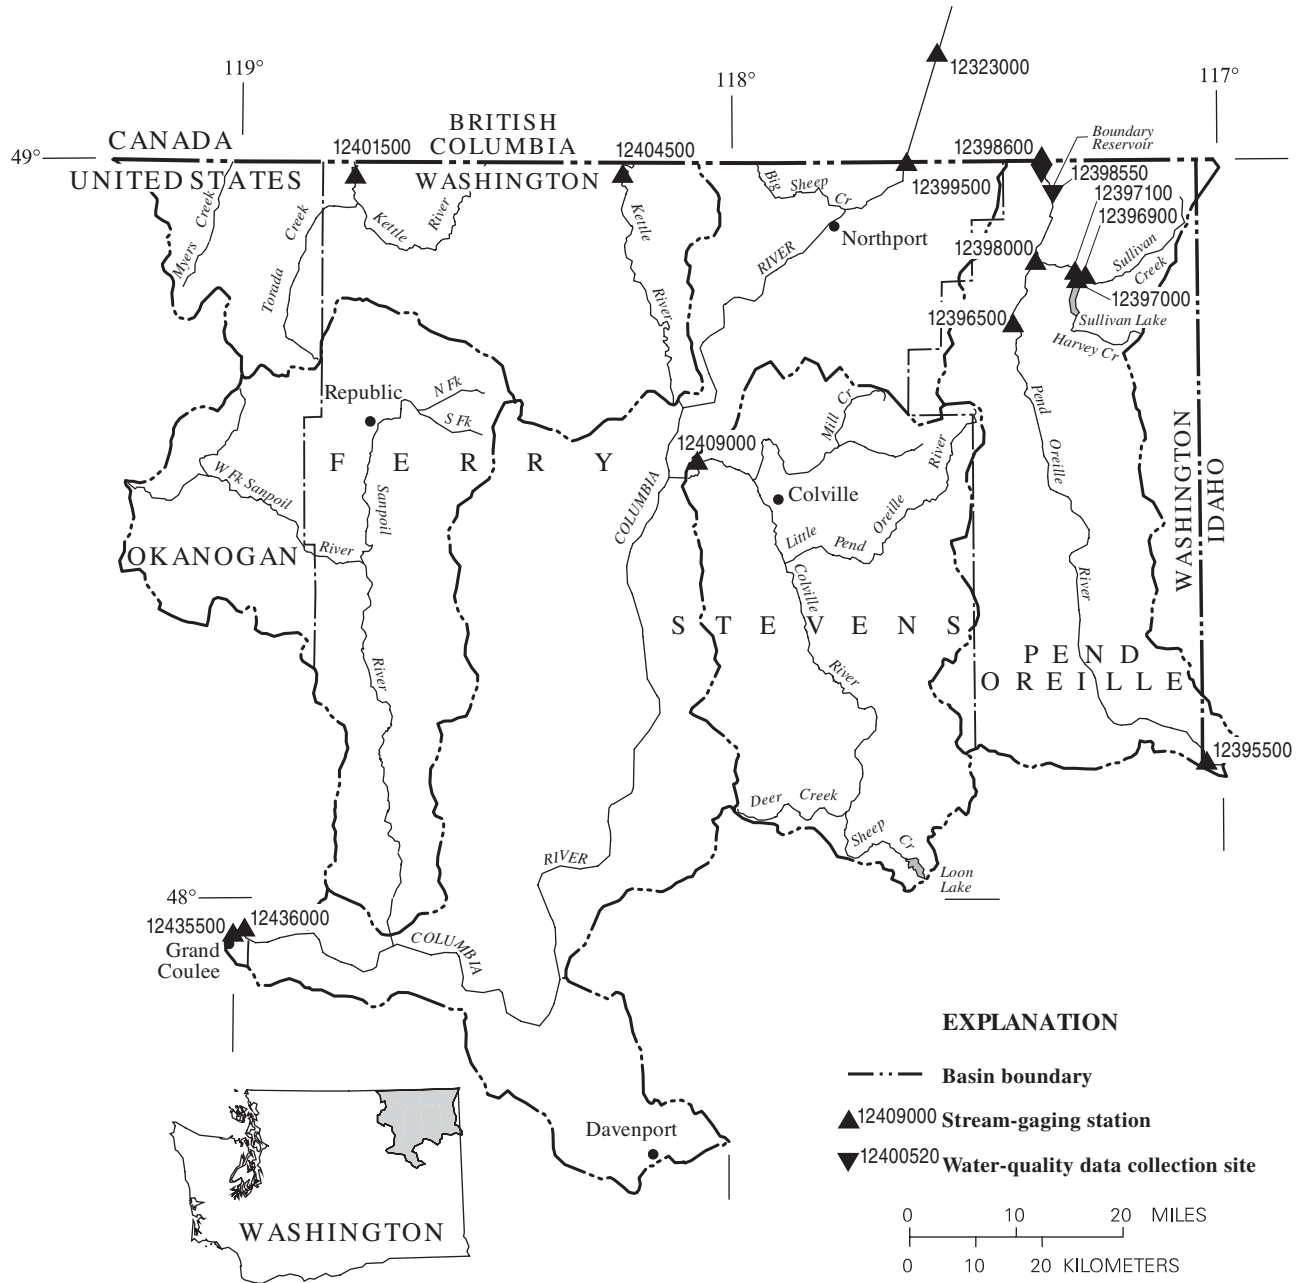 12323000
119°
118°
117°
Boundary
Reservoir
CANADA
BRITISH
COLUMBIA
12401500
12404500
12398600
49°
UNITED STATES
WASHINGTON
12399500
12398550
12397100
12396900
Myers Creek
Torada Creek
Kettle River
Kettle River
Big Sheep Cr
Northport
RIVER
12398000
Sullivan Creek
12397000
12396500
Sullivan Lake
Harvey Cr
Republic
N Fk
S Fk
Mill Cr
Pend Oreille River
WASHINGTON
IDAHO
FERRY
12409000
Colville
W Fk Sanpoil River
Sanpoil River
COLUMBIA
Little Pend Oreille River
OKANOGAN
Colville River
STEVENS
PEND
OREILLE
12395500
Deer Creek
Sheep Cr
Loon
Lake
RIVER
48°
12435500
12436000
Grand
Coulee
COLUMBIA
Davenport
WASHINGTON
EXPLANATION
Basin boundary
12409000 Stream-gaging station
12400520 Water-quality data collection site
0 10 20 MILES
0 10 20 KILOMETERS